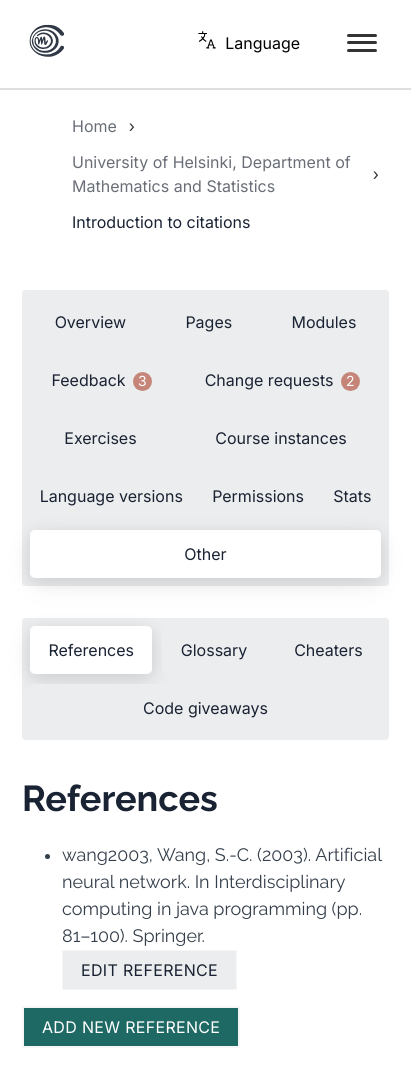 Language
Home ›
University of Helsinki, Department of
Mathematics and Statistics ›
Introduction to citations
Overview Pages Modules
Feedback 3 Change requests 2
Exercises Course instances
Language versions Permissions Stats
Other
References Glossary Cheaters
Code giveaways
References
• wang2003, Wang, S.-C. (2003). Artificial
neural network. In Interdisciplinary
computing in java programming (pp.
81–100). Springer.
EDIT REFERENCE
ADD NEW REFERENCE